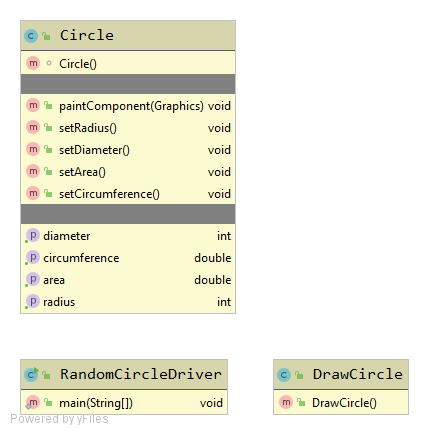 Circle
Circle()
paintComponent(Graphics) void
setRadius() void
setDiameter() void
setArea() void
setCircumference() void
diameter int
circumference double
area double
radius int
RandomCircleDriver
main(String[]) void
DrawCircle
DrawCircle()
Powered by yFiles